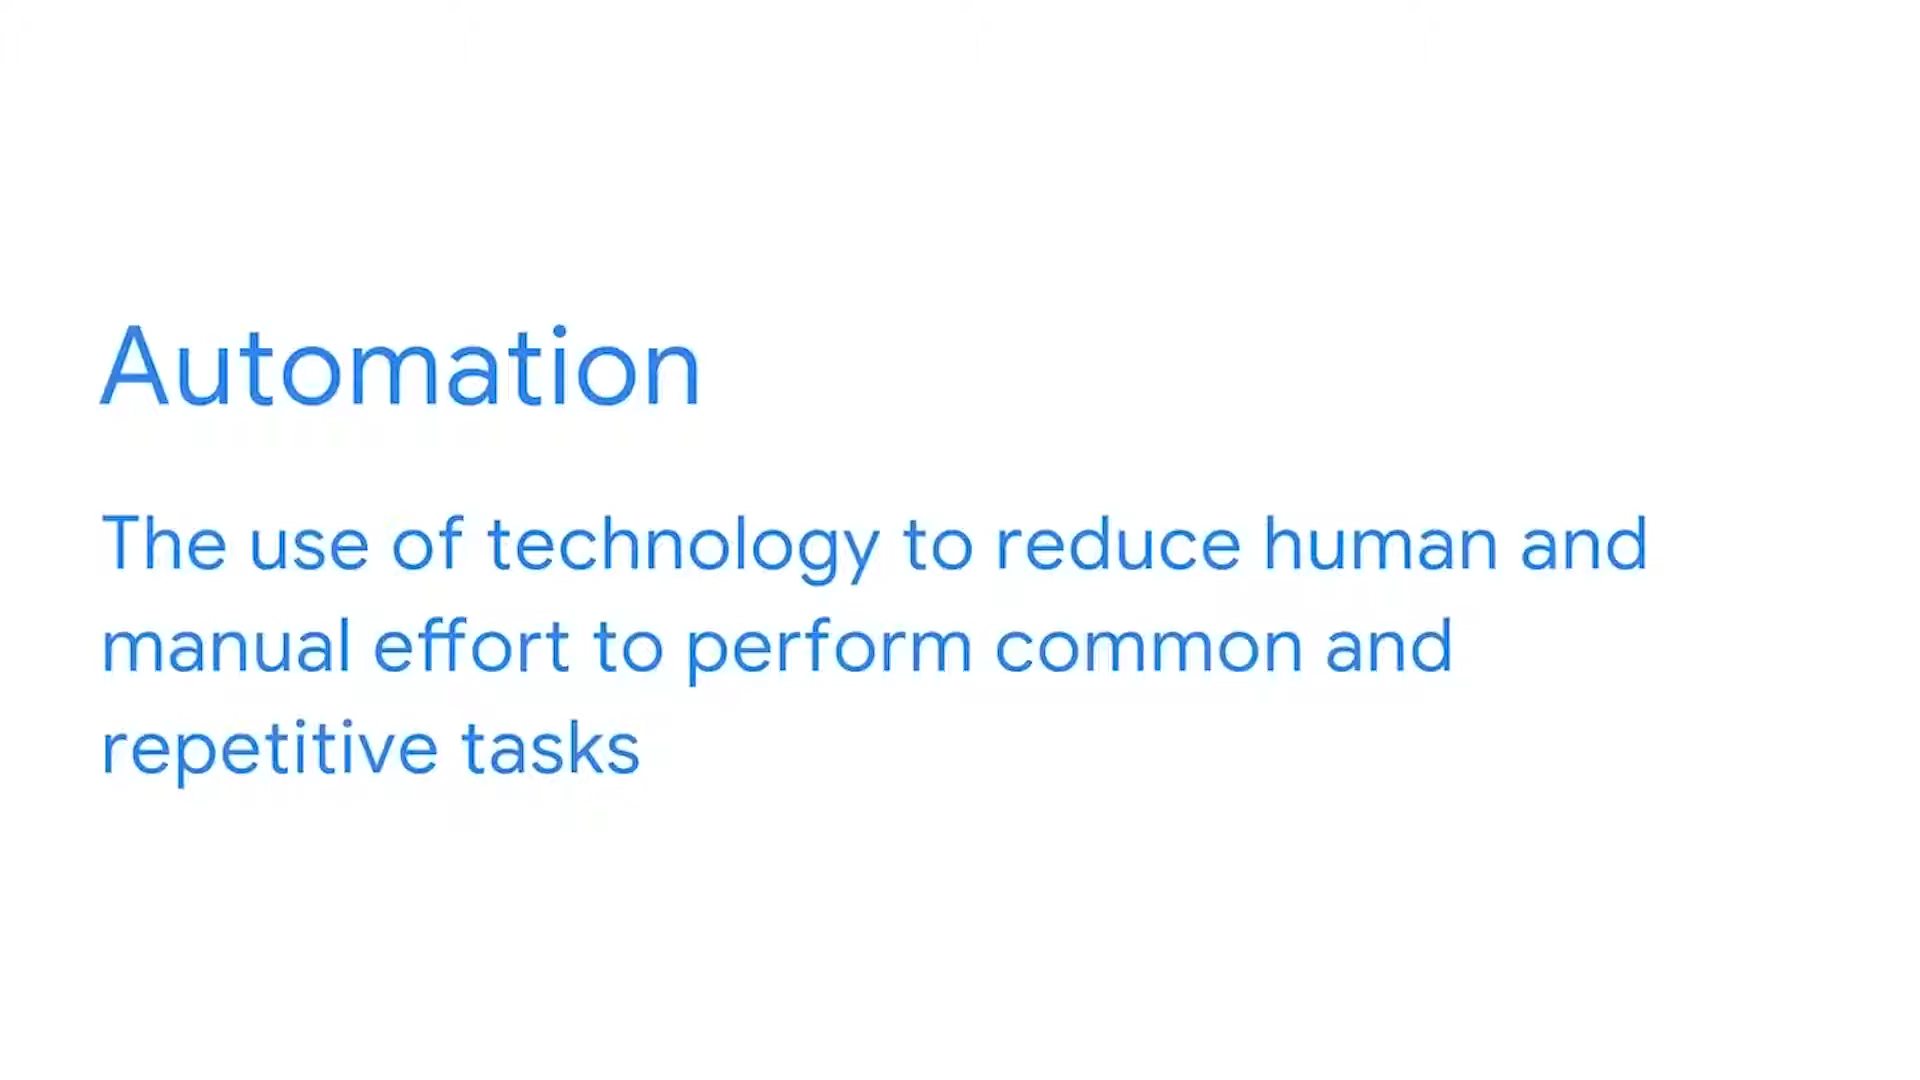 Automation
The use of technology to reduce human and
manual effort to perform common and
repetitive tasks